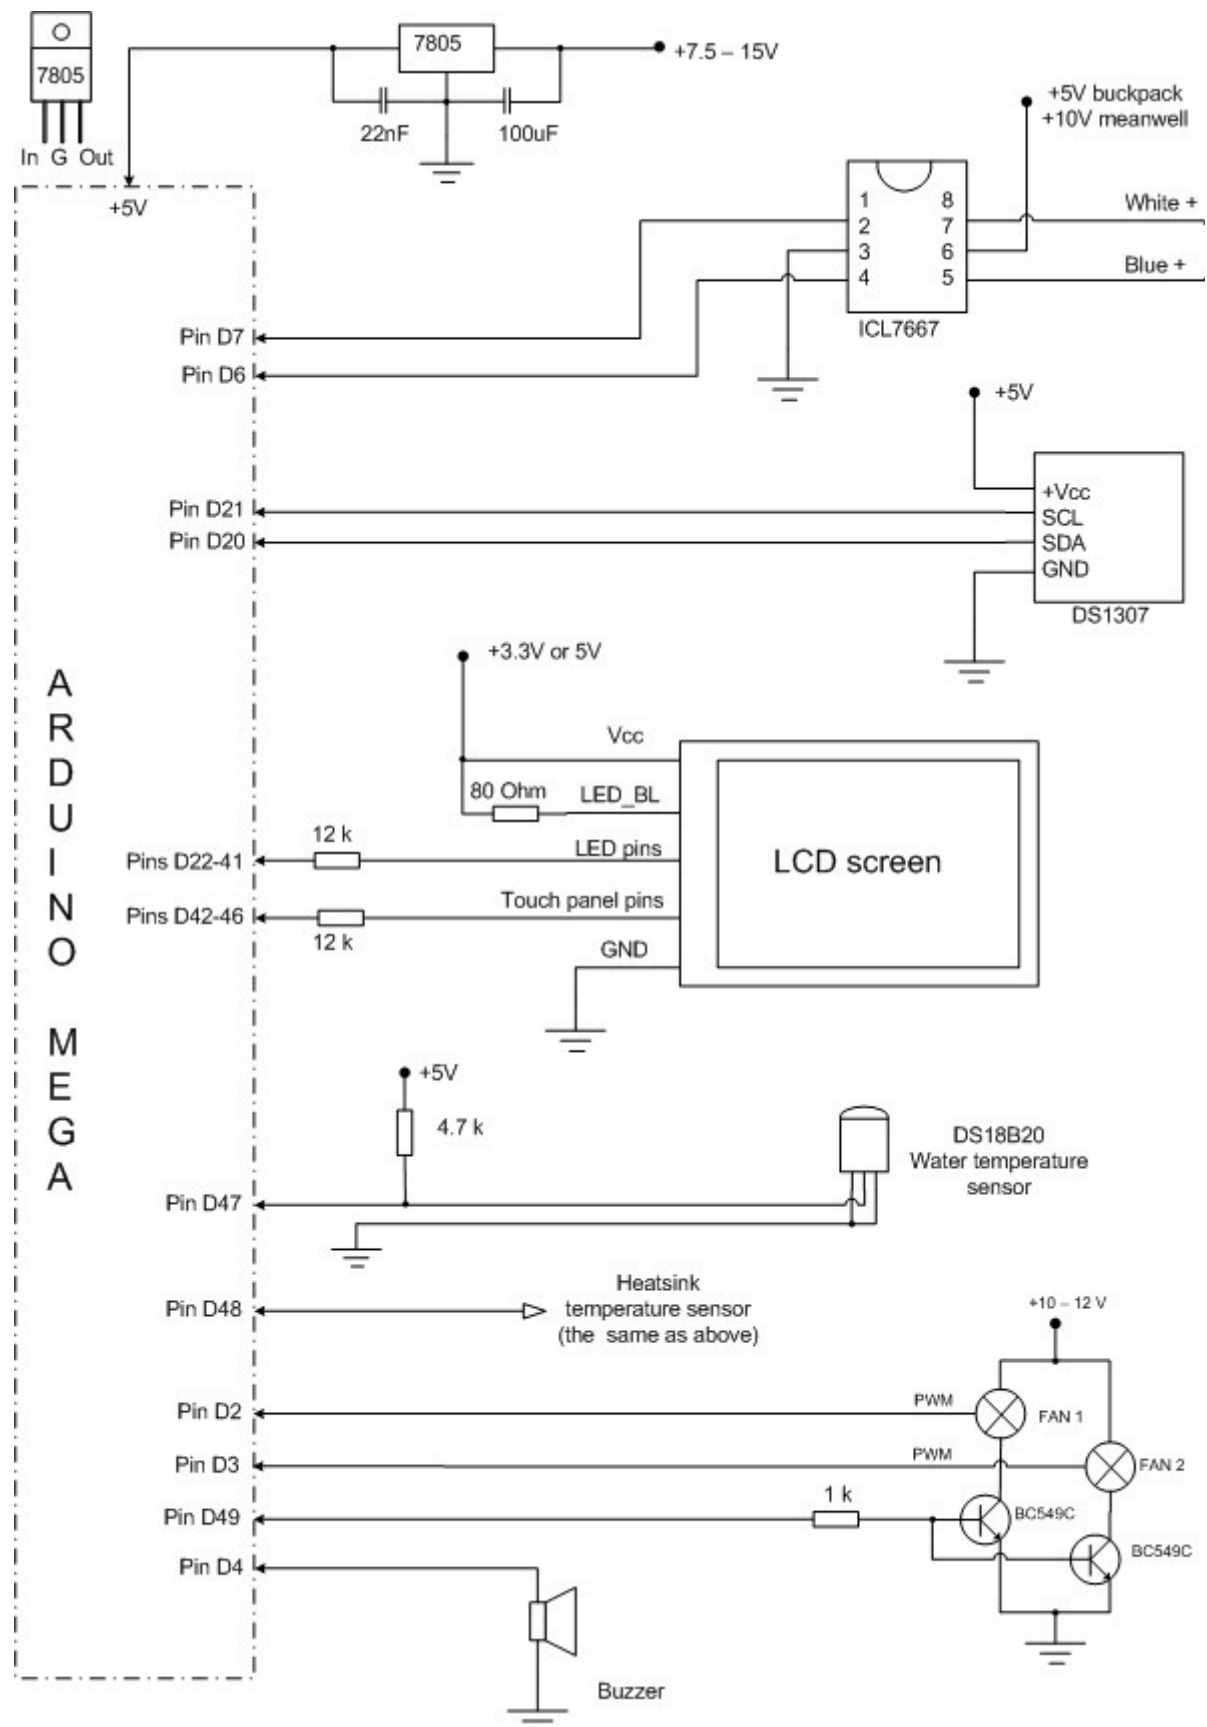 7805
In G Out
7805
22nF
100uF
+7.5 – 15V
+5V
+5V buckpack
+10V meanwell
1
2
3
4
8
7
6
5
ICL7667
White +
Blue +
Pin D7
Pin D6
+5V
Pin D21
Pin D20
+Vcc
SCL
SDA
GND
DS1307
+3.3V or 5V
Vcc
80 Ohm
LED_BL
12 k
Pins D22-41
LED pins
Touch panel pins
Pins D42-46
12 k
GND
LCD screen
ARDUINO MEGA
+5V
4.7 k
DS18B20
Water temperature
sensor
Pin D47
Pin D48
Heatsink
temperature sensor
(the same as above)
+10 – 12 V
Pin D2
PWM
FAN 1
Pin D3
PWM
FAN 2
Pin D49
1 k
BC549C
BC549C
Pin D4
Buzzer